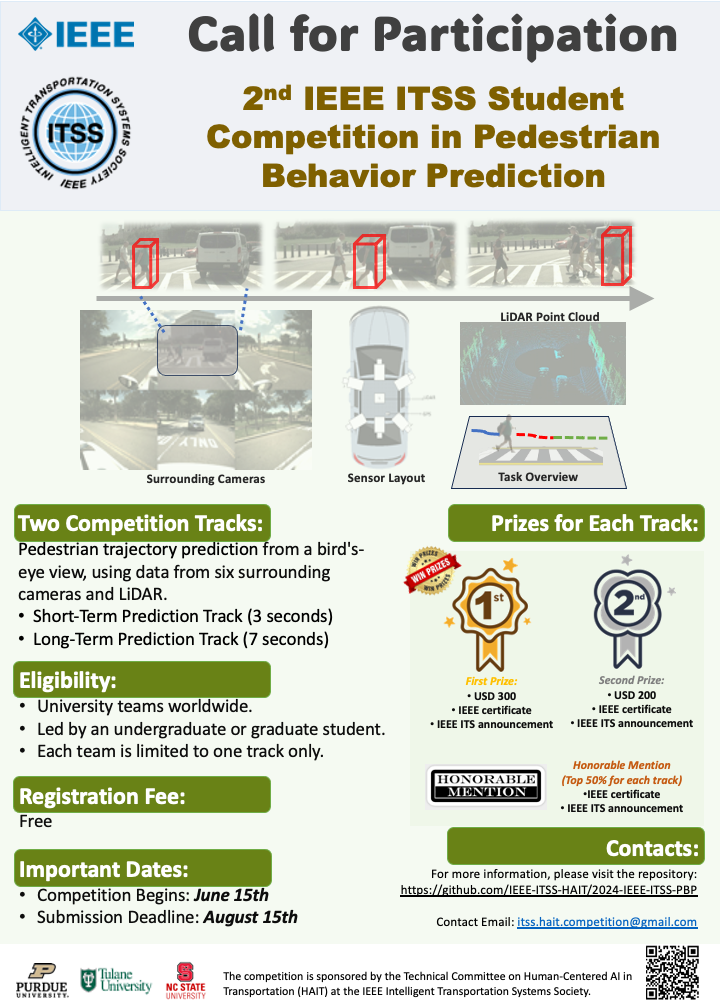 IEEE
Call for Participation
INTELLIGENT TRANSPORTATION SYSTEMS SOCIETY
ITSS
IEEE
2nd IEEE ITSS Student
Competition in Pedestrian
Behavior Prediction
LiDAR Point Cloud
ONLY
Surrounding Cameras
Sensor Layout
Task Overview
Two Competition Tracks:
Pedestrian trajectory prediction from a bird's-
eye view, using data from six surrounding
cameras and LiDAR.
• Short-Term Prediction Track (3 seconds)
• Long-Term Prediction Track (7 seconds)
Eligibility:
• University teams worldwide.
• Led by an undergraduate or graduate student.
• Each team is limited to one track only.
Registration Fee:
Free
Important Dates:
• Competition Begins: June 15th
• Submission Deadline: August 15th
Prizes for Each Track:
WIN PRIZES
WIN PRIZES
WIN PRIZES
1st
2nd
First Prize:
• USD 300
• IEEE certificate
• IEEE ITS announcement
Second Prize:
• USD 200
• IEEE certificate
• IEEE ITS announcement
HONORABLE
MENTION
Honorable Mention
(Top 50% for each track)
•IEEE certificate
• IEEE ITS announcement
Contacts:
For more information, please visit the repository:
https://github.com/IEEE-ITSS-HAIT/2024-IEEE-ITSS-PBP
Contact Email: itss.hait.competition@gmail.com
P
PURDUE
UNIVERSITY.
Tulane
University
NC STATE
UNIVERSITY
The competition is sponsored by the Technical Committee on Human-Centered AI in
Transportation (HAIT) at the IEEE Intelligent Transportation Systems Society.